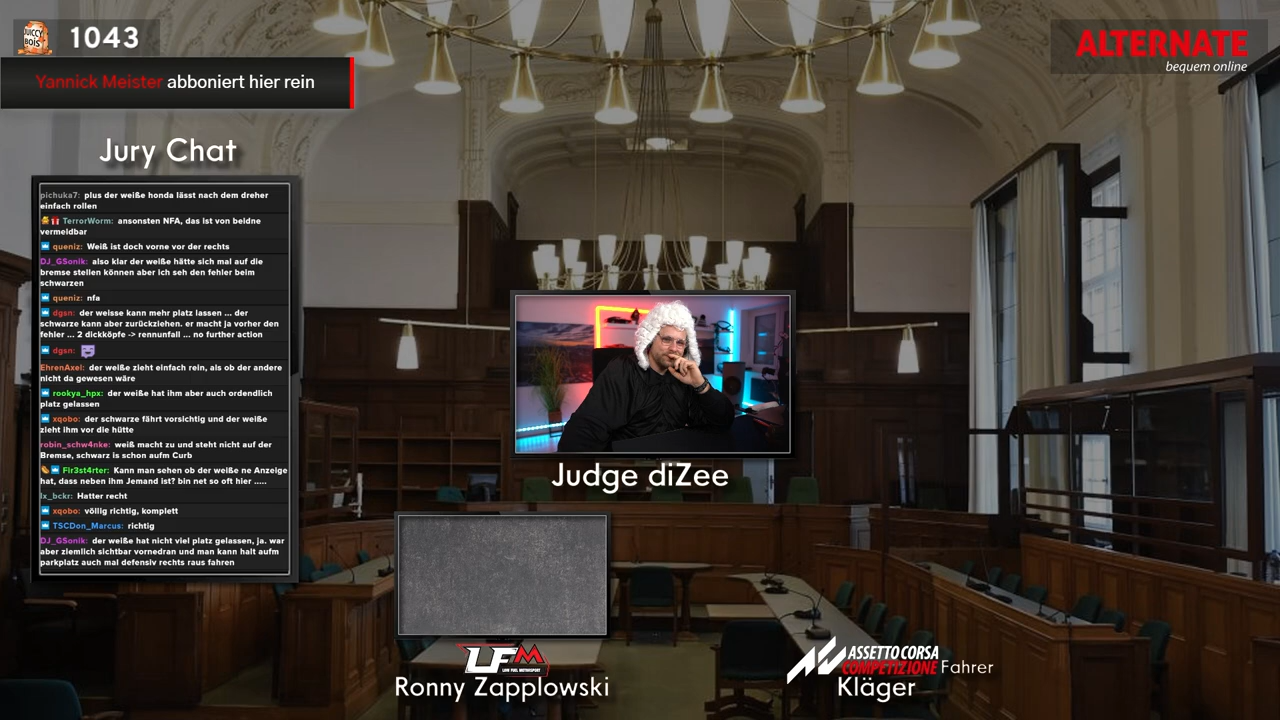 JUICCY
BOIS
1043
Yannick Meister abboniert hier rein
ALTERNATE
bequem online
Jury Chat
pichuka7: plus der weiße honda lässt nach dem dreher
einfach rollen
TerrorWorm: ansonsten NFA, das ist von beidne
vermeidbar
queniz: Weiß ist doch vorne vor der rechts
DJ_GSonik: also klar der weiße hätte sich mal auf die
bremse stellen können aber ich seh den fehler beim
schwarzen
queniz: nfa
dgsn: der weisse kann mehr platz lassen ... der
schwarze kann aber zurückziehen. er macht ja vorher den
fehler ... 2 dickköpfe -> rennunfall ... no further action
dgsn:
EhrenAxel: der weiße zieht einfach rein, als ob der andere
nicht da gewesen wäre
rookya_hpx: der weiße hat ihm aber auch ordendlich
platz gelassen
xqobo: der schwarze fährt vorsichtig und der weiße
zieht ihm vor die hütte
robin_schw4nke: weiß macht zu und steht nicht auf der
Bremse, schwarz is schon aufm Curb
Flr3st4rter: Kann man sehen ob der weiße ne Anzeige
hat, dass neben ihm Jemand ist? bin net so oft hier .....
lx_bckr: Hatter recht
xqobo: völlig richtig, komplett
TSCDon_Marcus: richtig
DJ_GSonik: der weiße hat nicht viel platz gelassen, ja. war
aber ziemlich sichtbar vornedran und man kann halt aufm
parkplatz auch mal defensiv rechts raus fahren
Judge diZee
LFM
LOW FUEL MOTORSPORT
Ronny Zapplowski
ASSETTO CORSA
COMPETIZIONE Fahrer
Kläger